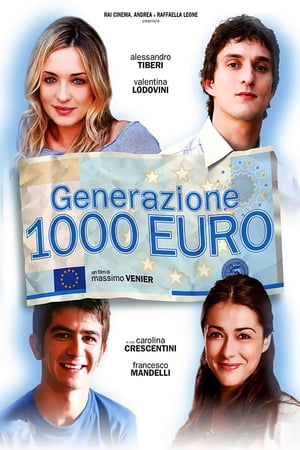 RAI CINEMA, ANDREA e RAFFAELLA LEONE
presentano
alessandro
TIBERI
valentina
LODOVINI
Generazione
1000 EURO
un film di
massimo VENIER
e con carolina
CRESCENTINI
francesco
MANDELLI